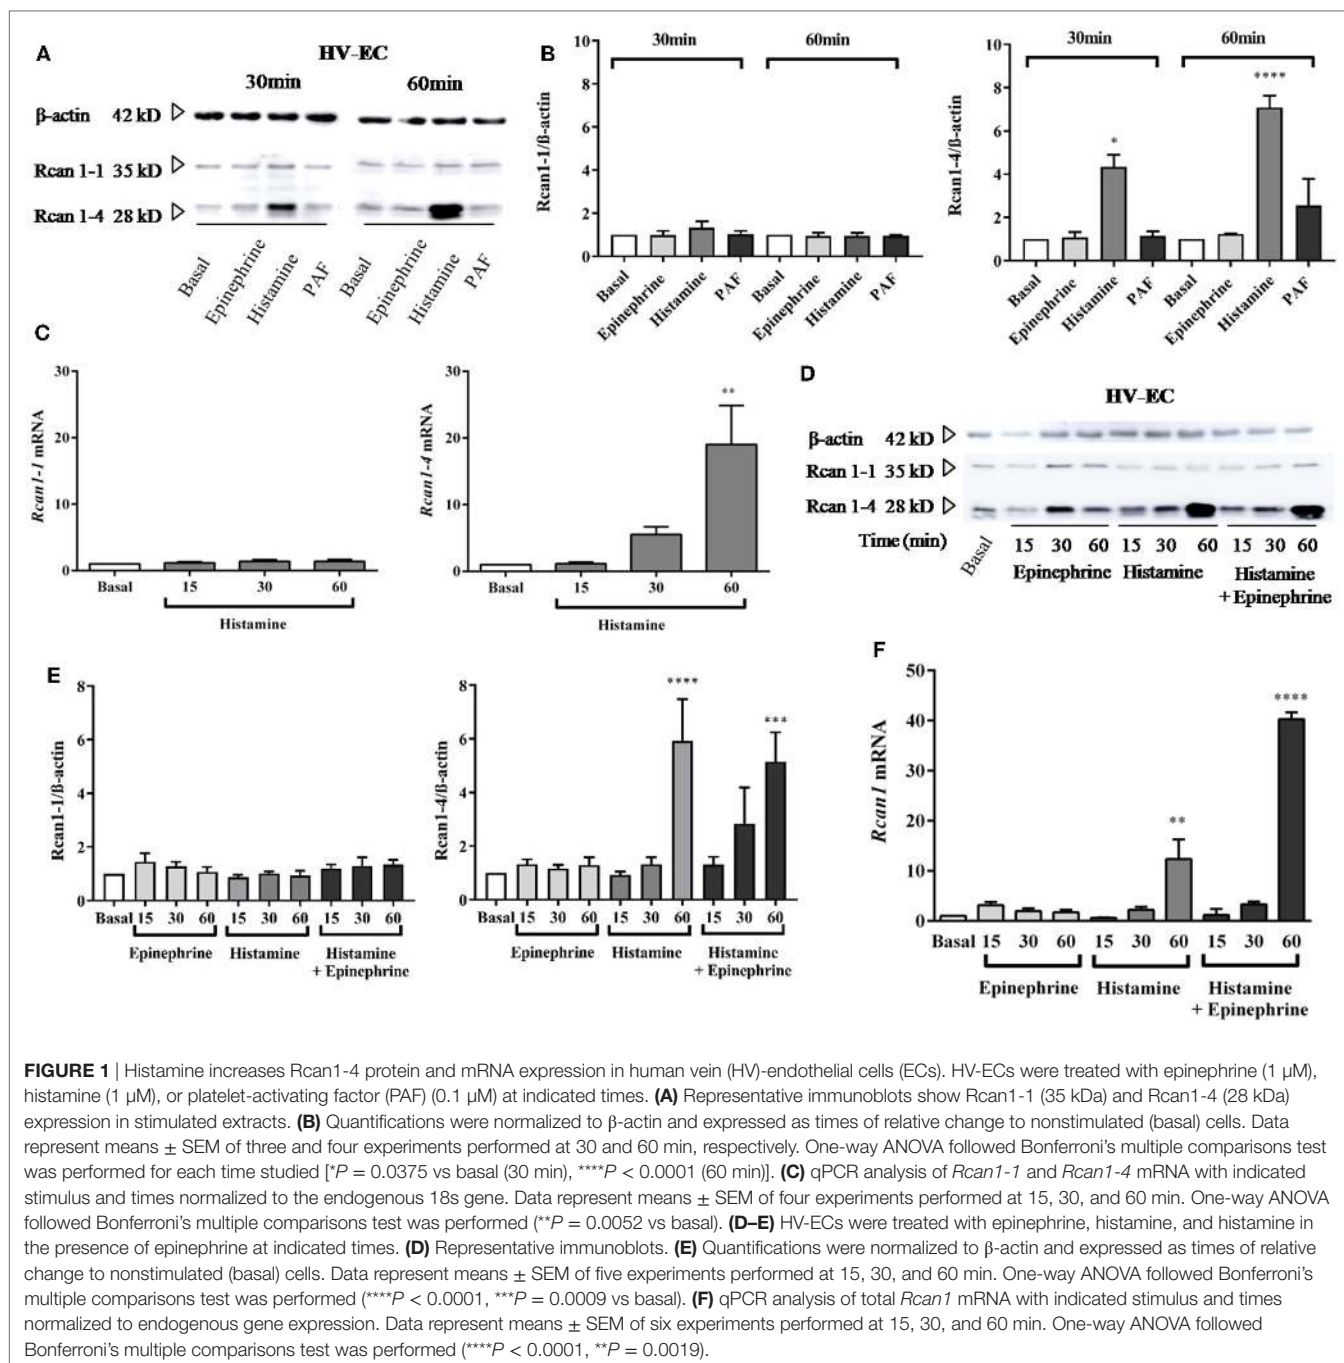 A
HV-EC
30min 60min
β-actin 42 kD
Rcan 1-1 35 kD
Rcan 1-4 28 kD
Basal Epinephrine Histamine PAF Basal Epinephrine Histamine PAF
B
30min 60min
Rcan1-1/ß-actin
10
8
6
4
2
0
Basal Epinephrine Histamine PAF Basal Epinephrine Histamine PAF
30min 60min
Rcan1-4/ß-actin
10
8
6
4
2
0
* ****
Basal Epinephrine Histamine PAF Basal Epinephrine Histamine PAF
C
Rcan1-1 mRNA
30
20
10
0
Basal 15 30 60
Histamine
Rcan1-4 mRNA
30
20
10
0
**
Basal 15 30 60
Histamine
D
HV-EC
β-actin 42 kD
Rcan 1-1 35 kD
Rcan 1-4 28 kD
Time (min) Basal 15 30 60 15 30 60 15 30 60
Epinephrine Histamine Histamine
+ Epinephrine
E
Rcan1-1/ß-actin
8
6
4
2
0
Basal 15 30 60 15 30 60 15 30 60
Epinephrine Histamine Histamine
+ Epinephrine
Rcan1-4/ß-actin
8
6
4
2
0
**** ***
Basal 15 30 60 15 30 60 15 30 60
Epinephrine Histamine Histamine
+ Epinephrine
F
Rcan1 mRNA
50
40
30
20
10
0
** ****
Basal 15 30 60 15 30 60 15 30 60
Epinephrine Histamine Histamine
+ Epinephrine
FIGURE 1 | Histamine increases Rcan1-4 protein and mRNA expression in human vein (HV)-endothelial cells (ECs). HV-ECs were treated with epinephrine (1 µM),
histamine (1 µM), or platelet-activating factor (PAF) (0.1 µM) at indicated times. (A) Representative immunoblots show Rcan1-1 (35 kDa) and Rcan1-4 (28 kDa)
expression in stimulated extracts. (B) Quantifications were normalized to β-actin and expressed as times of relative change to nonstimulated (basal) cells. Data
represent means ± SEM of three and four experiments performed at 30 and 60 min, respectively. One-way ANOVA followed Bonferroni’s multiple comparisons test
was performed for each time studied [*P = 0.0375 vs basal (30 min), ****P < 0.0001 (60 min)]. (C) qPCR analysis of Rcan1-1 and Rcan1-4 mRNA with indicated
stimulus and times normalized to the endogenous 18s gene. Data represent means ± SEM of four experiments performed at 15, 30, and 60 min. One-way ANOVA
followed Bonferroni’s multiple comparisons test was performed (**P = 0.0052 vs basal). (D–E) HV-ECs were treated with epinephrine, histamine, and histamine in
the presence of epinephrine at indicated times. (D) Representative immunoblots. (E) Quantifications were normalized to β-actin and expressed as times of relative
change to nonstimulated (basal) cells. Data represent means ± SEM of five experiments performed at 15, 30, and 60 min. One-way ANOVA followed Bonferroni’s
multiple comparisons test was performed (****P < 0.0001, ***P = 0.0009 vs basal). (F) qPCR analysis of total Rcan1 mRNA with indicated stimulus and times
normalized to endogenous gene expression. Data represent means ± SEM of six experiments performed at 15, 30, and 60 min. One-way ANOVA followed
Bonferroni’s multiple comparisons test was performed (****P < 0.0001, **P = 0.0019).